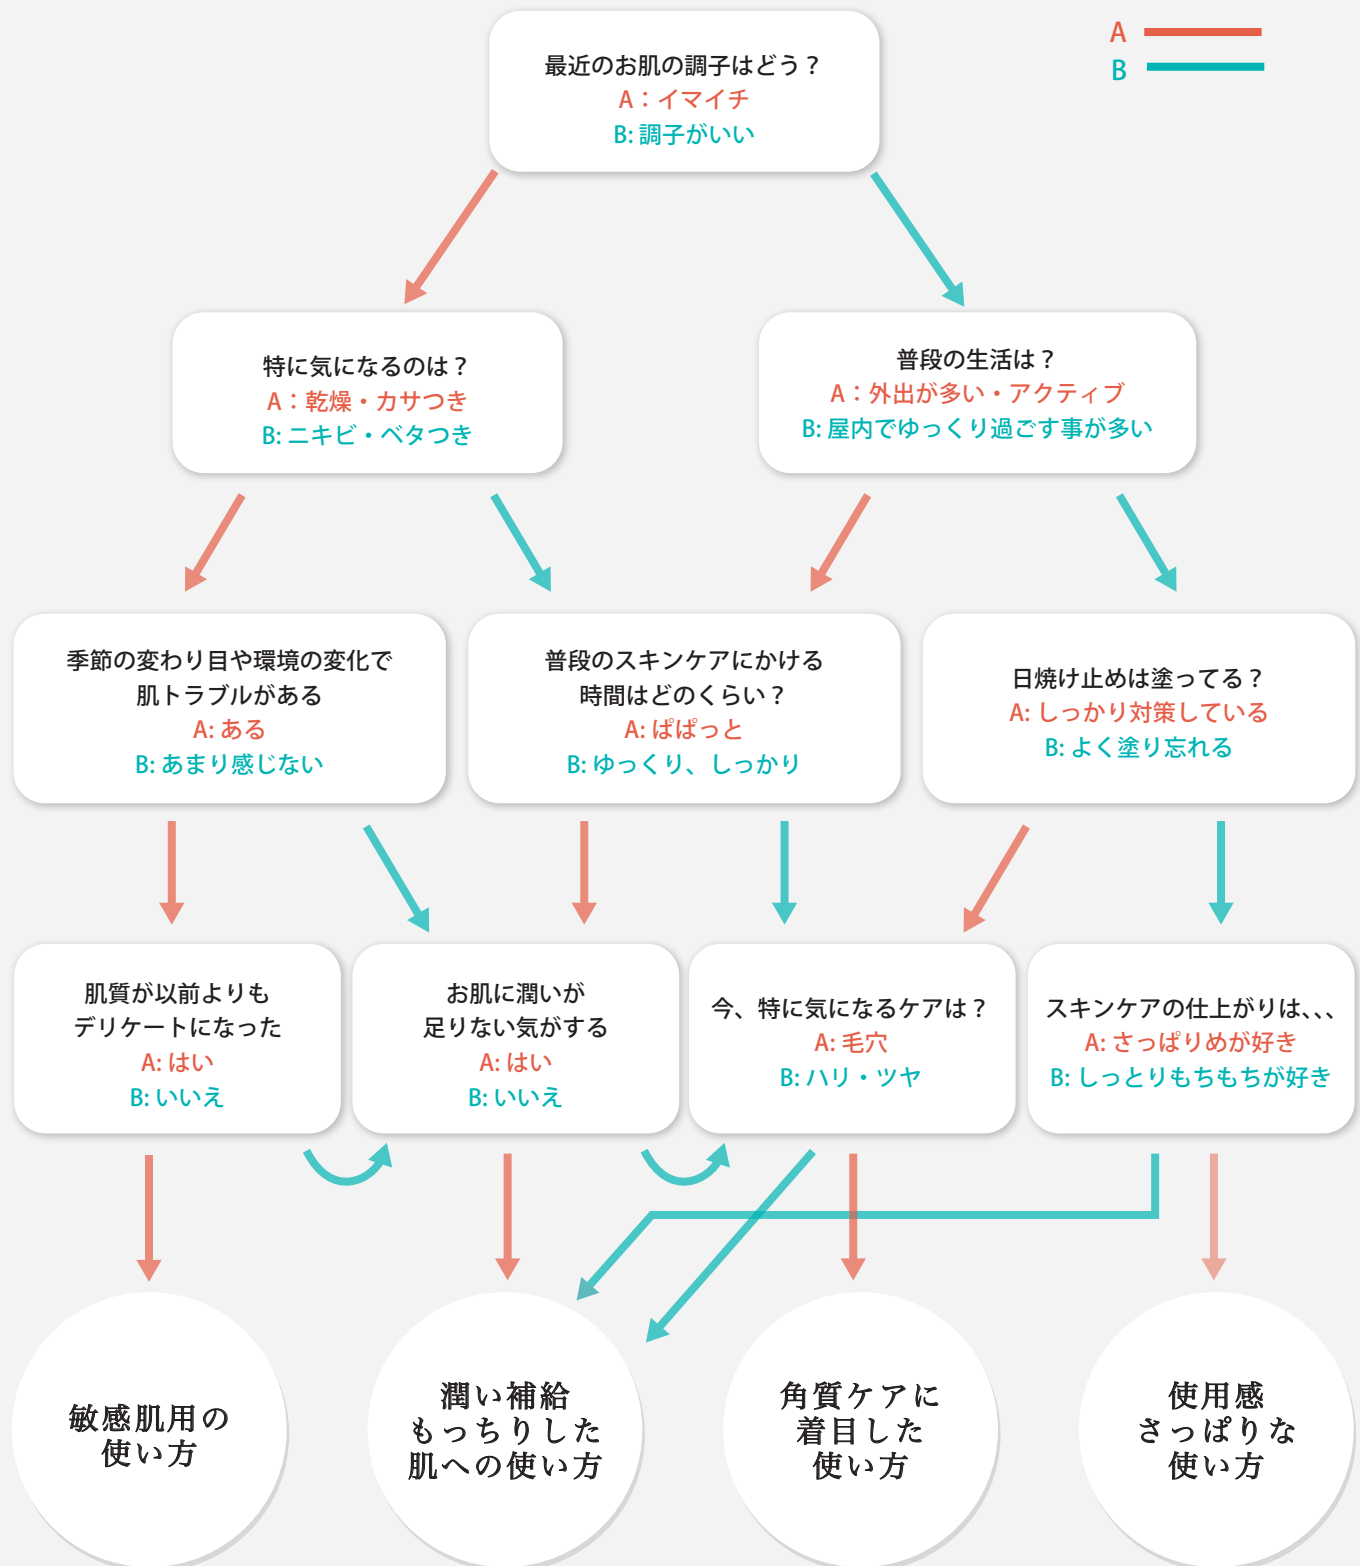 A
B
最近のお肌の調子はどう？
A：イマイチ
B: 調子がいい
特に気になるのは？
A：乾燥・カサつき
B: ニキビ・ベタつき
普段の生活は？
A：外出が多い・アクティブ
B: 屋内でゆっくり過ごす事が多い
季節の変わり目や環境の変化で
肌トラブルがある
A: ある
B: あまり感じない
普段のスキンケアにかける
時間はどのくらい？
A: ぱぱっと
B: ゆっくり、しっかり
日焼け止めは塗ってる？
A: しっかり対策している
B: よく塗り忘れる
肌質が以前よりも
デリケートになった
A: はい
B: いいえ
お肌に潤いが
足りない気がする
A: はい
B: いいえ
今、特に気になるケアは？
A: 毛穴
B: ハリ・ツヤ
スキンケアの仕上がりは、、、
A: さっぱりめが好き
B: しっとりもちもちが好き
敏感肌用の
使い方
潤い補給
もっちりした
肌への使い方
角質ケアに
着目した
使い方
使用感
さっぱりな
使い方